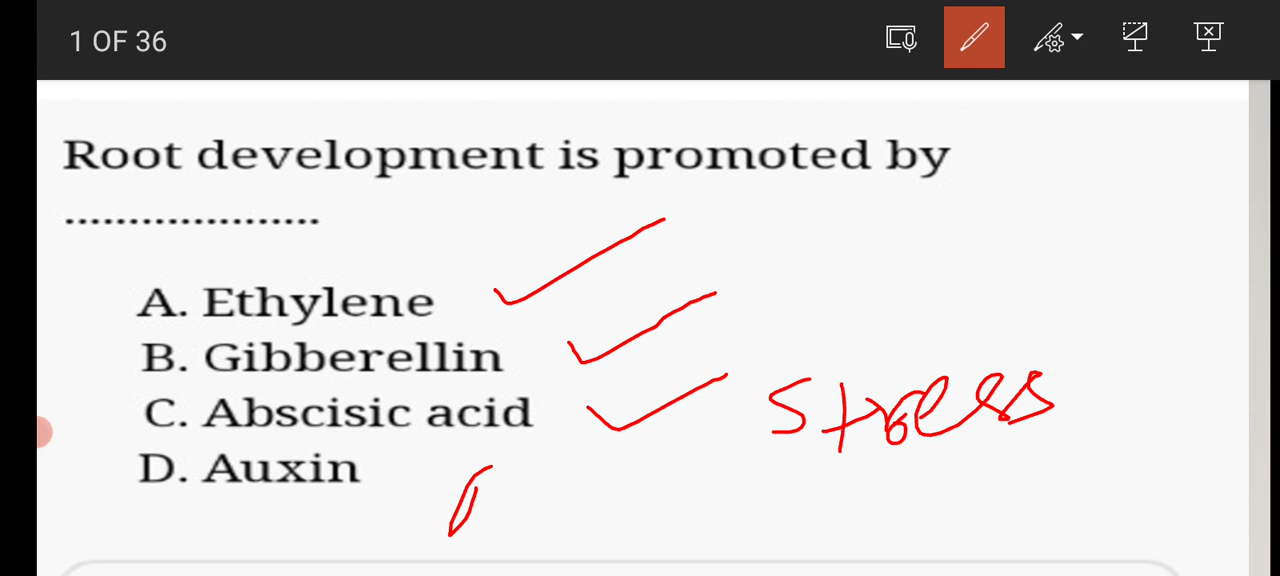 1 OF 36
Root development is promoted by
....................
A. Ethylene
B. Gibberellin
C. Abscisic acid
Stress
D. Auxin